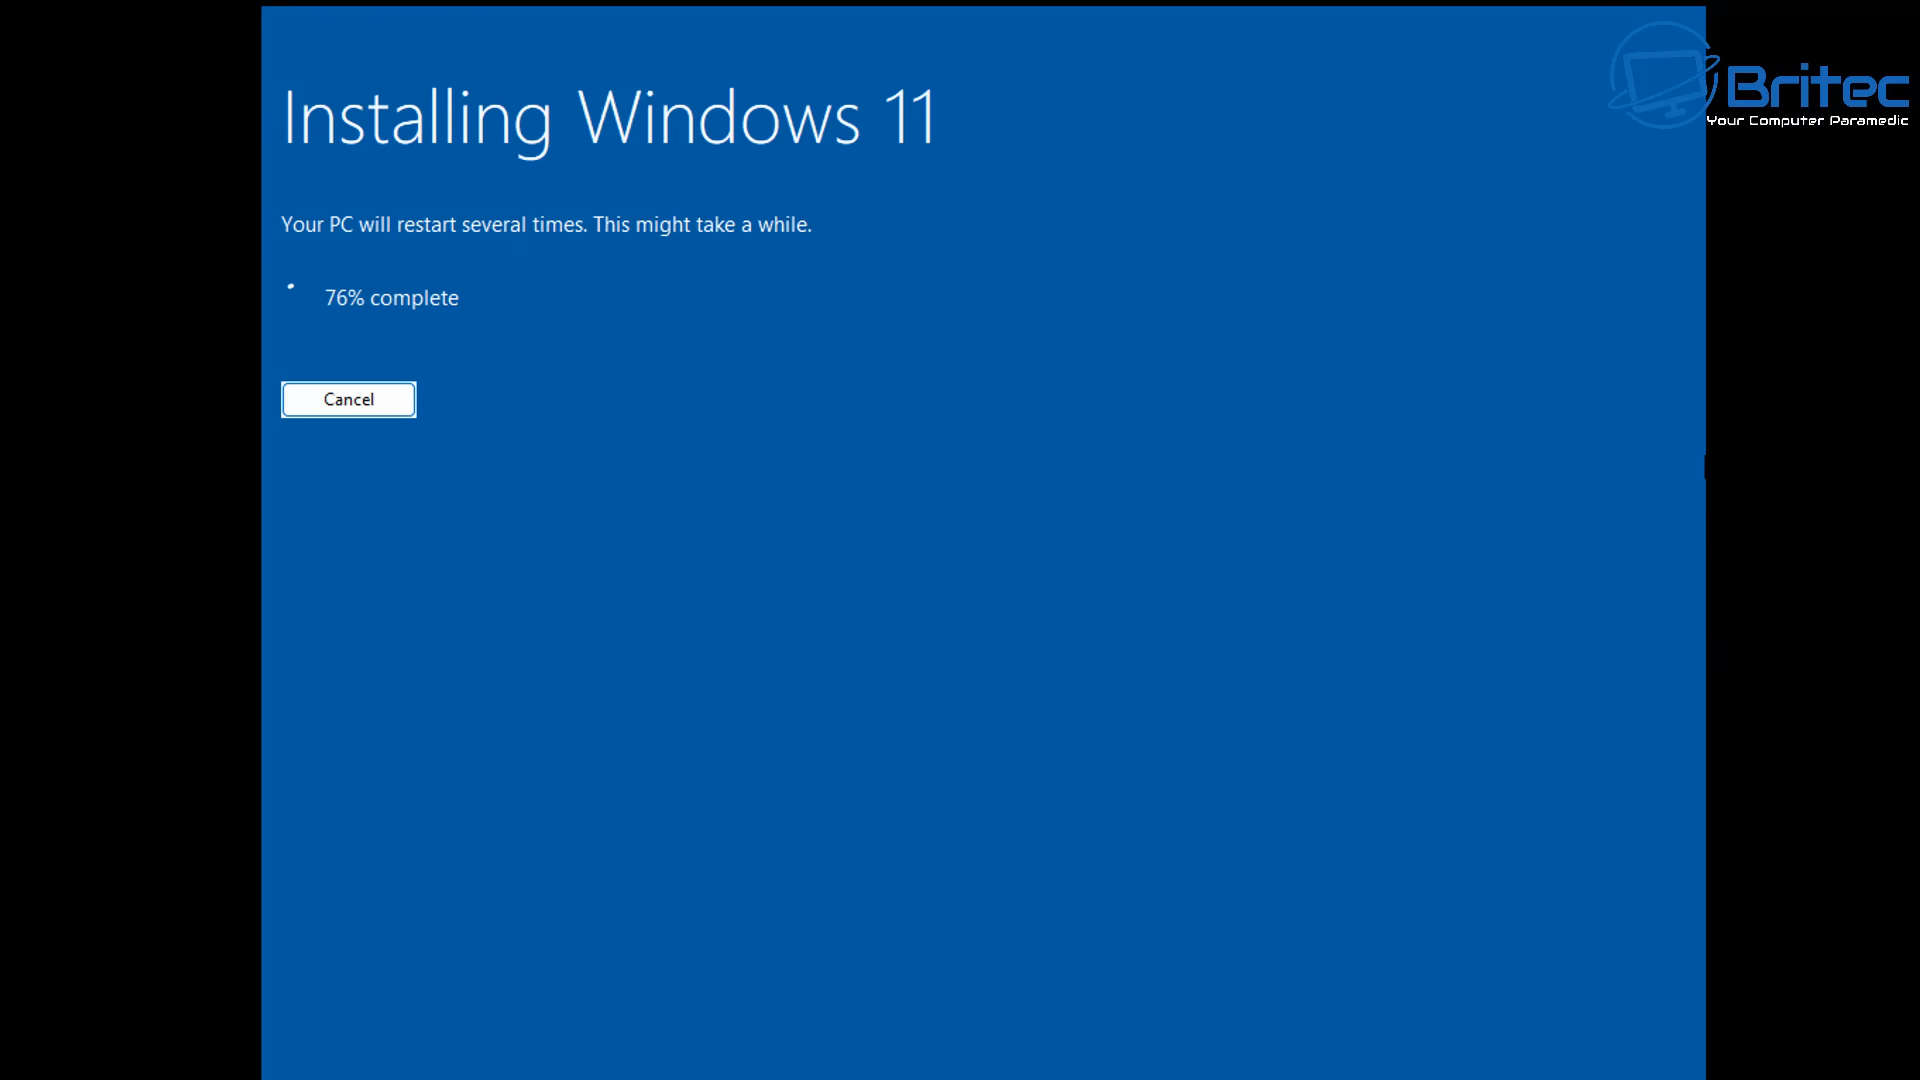 Installing Windows 11
Britec
Your Computer Paramedic
Your PC will restart several times. This might take a while.
76% complete
Cancel